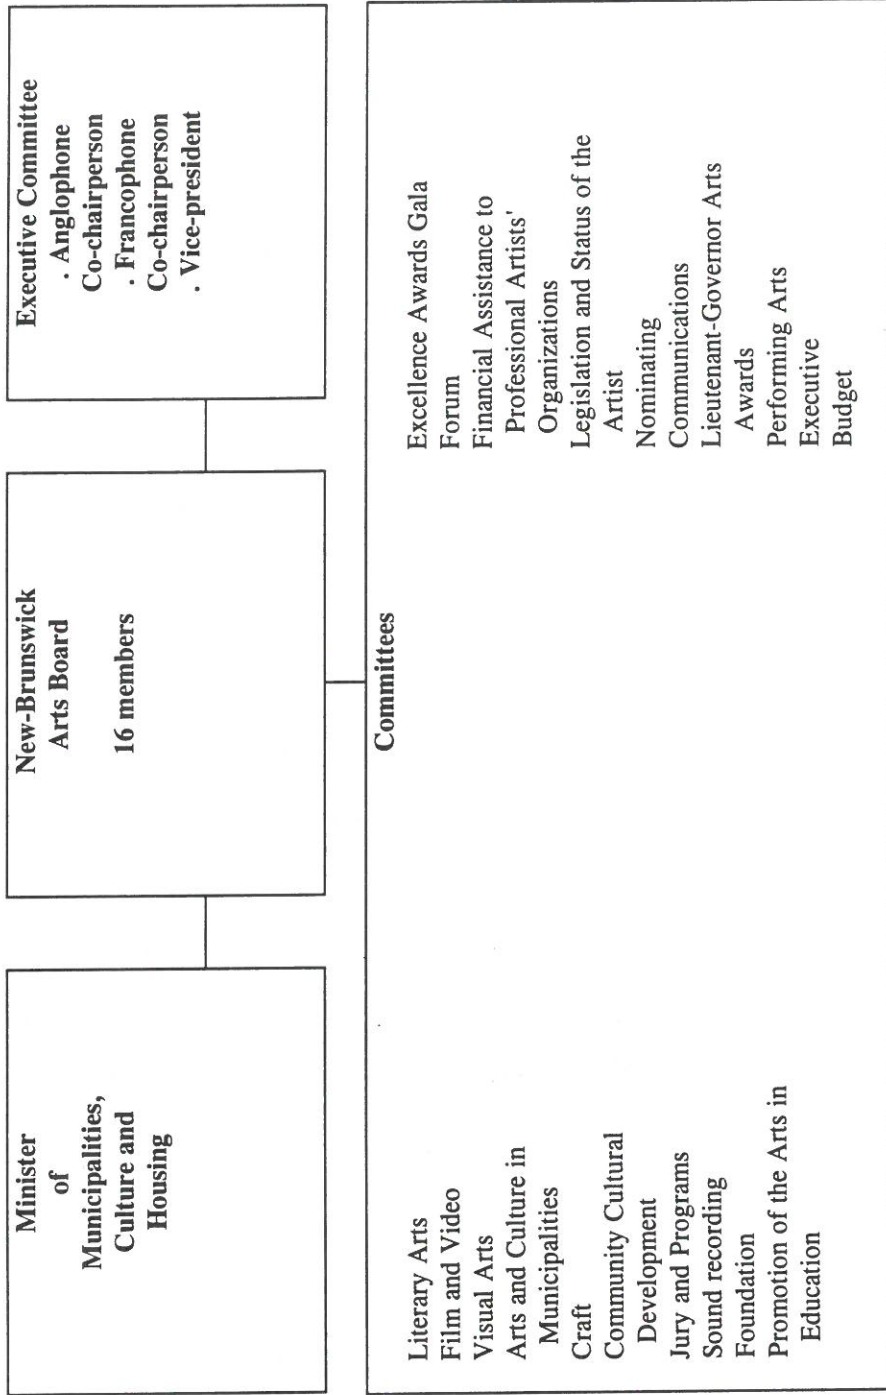 Minister
of
Municipalities,
Culture and
Housing
New-Brunswick
Arts Board
16 members
Executive Committee
. Anglophone
Co-chairperson
. Francophone
Co-chairperson
. Vice-president
Committees
Literary Arts
Film and Video
Visual Arts
Arts and Culture in
Municipalities
Craft
Community Cultural
Development
Jury and Programs
Sound recording
Foundation
Promotion of the Arts in
Education
Excellence Awards Gala
Forum
Financial Assistance to
Professional Artists'
Organizations
Legislation and Status of the
Artist
Nominating
Communications
Lieutenant-Governor Arts
Awards
Performing Arts
Executive
Budget